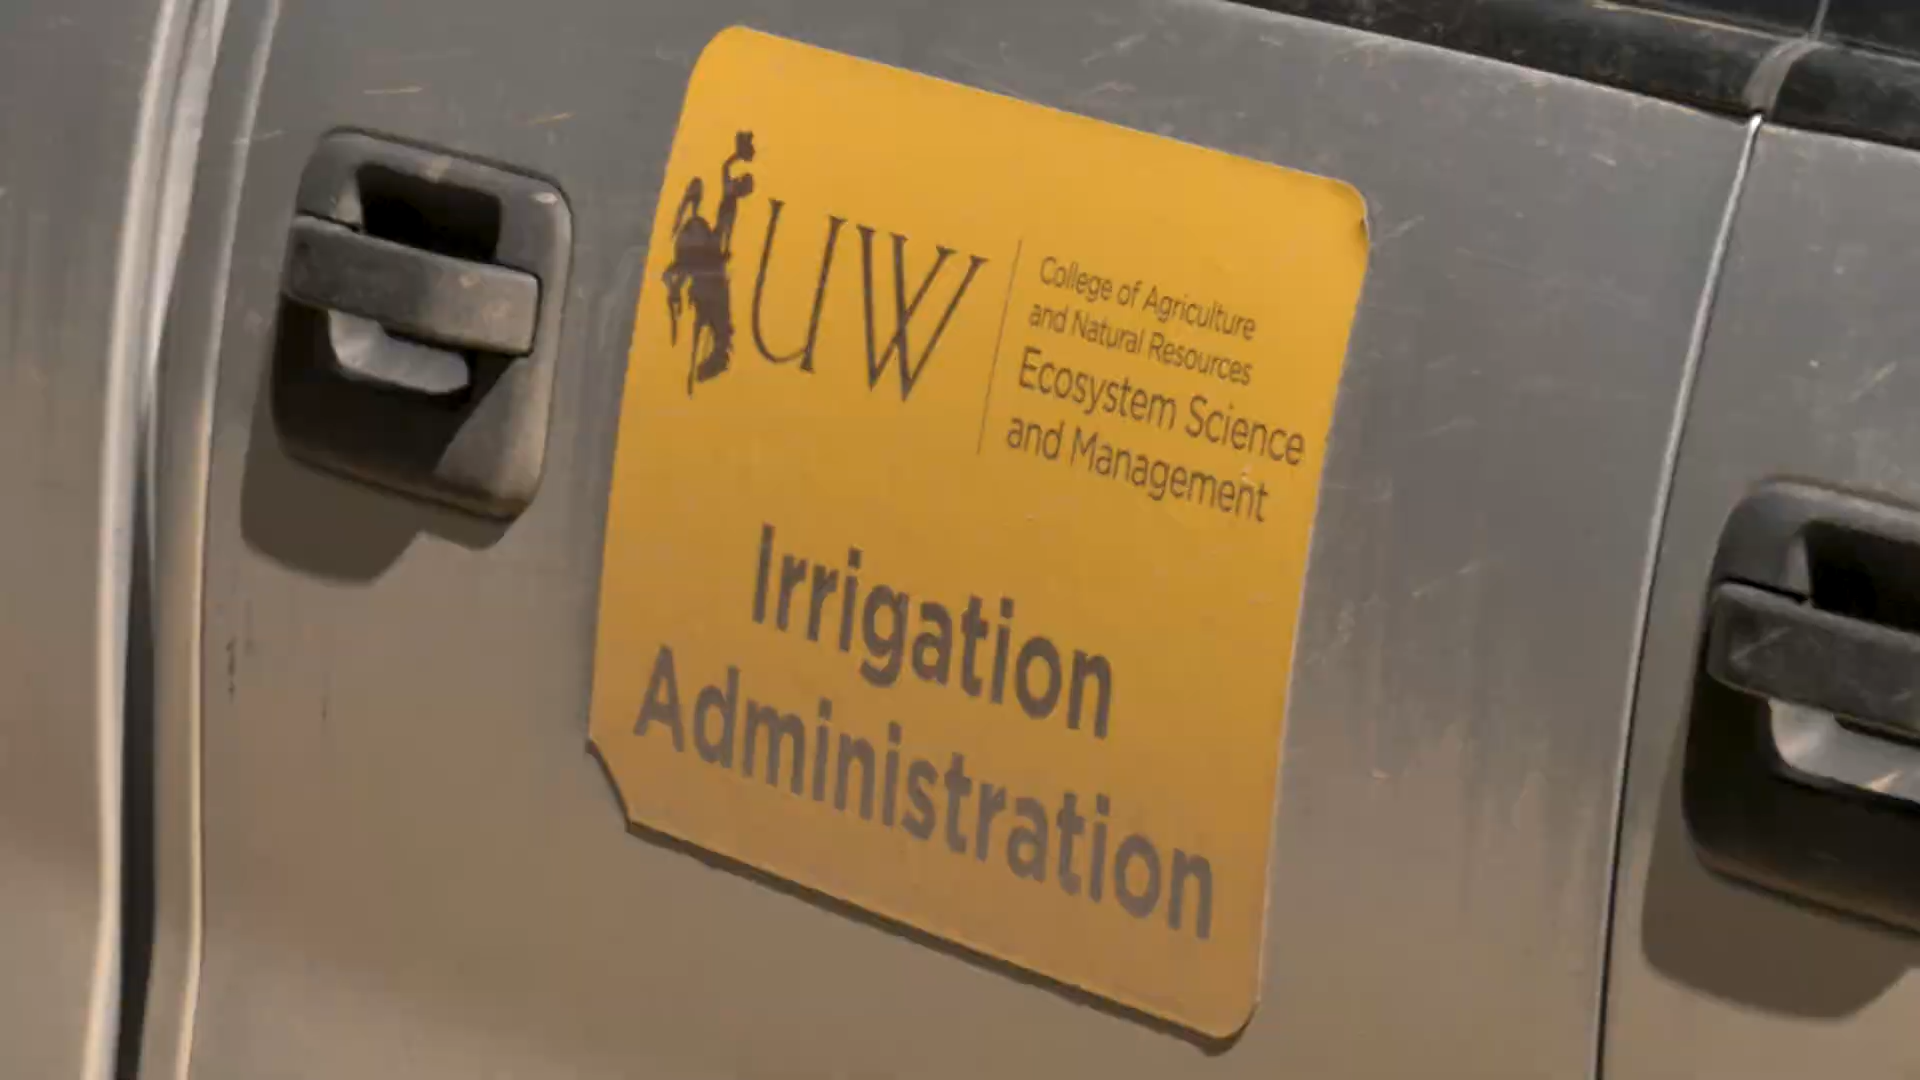 UW
College of Agriculture
and Natural Resources
Ecosystem Science
and Management
Irrigation
Administration